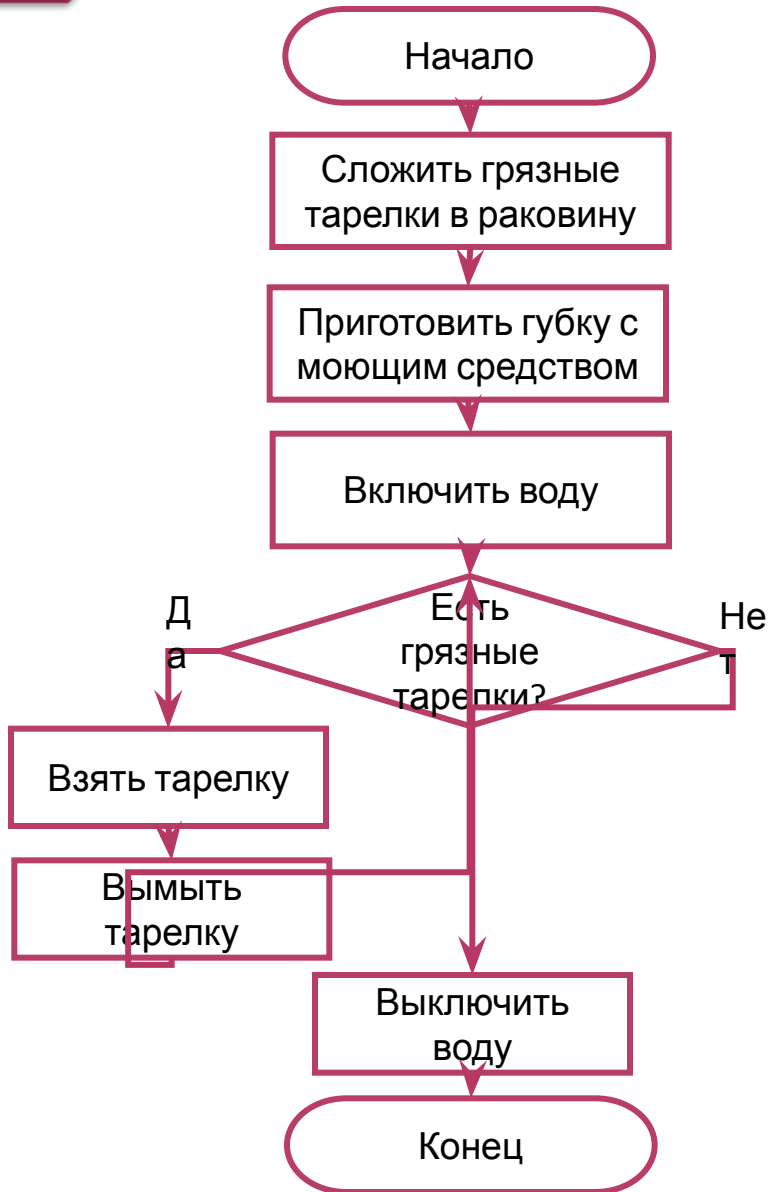 Начало
Сложить грязные
тарелки в раковину
Приготовить губку с
моющим средством
Включить воду
Д
а
Есть
грязные
тарелки?
Не
т
Взять тарелку
Вымыть
тарелку
Выключить
воду
Конец